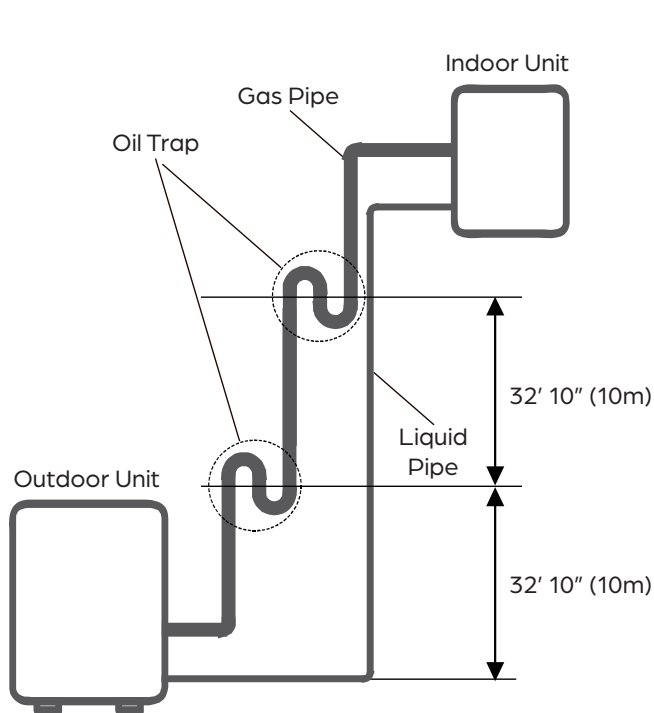 Indoor Unit
Gas Pipe
Oil Trap
32’ 10” (10m)
Liquid
Pipe
Outdoor Unit
32’ 10” (10m)